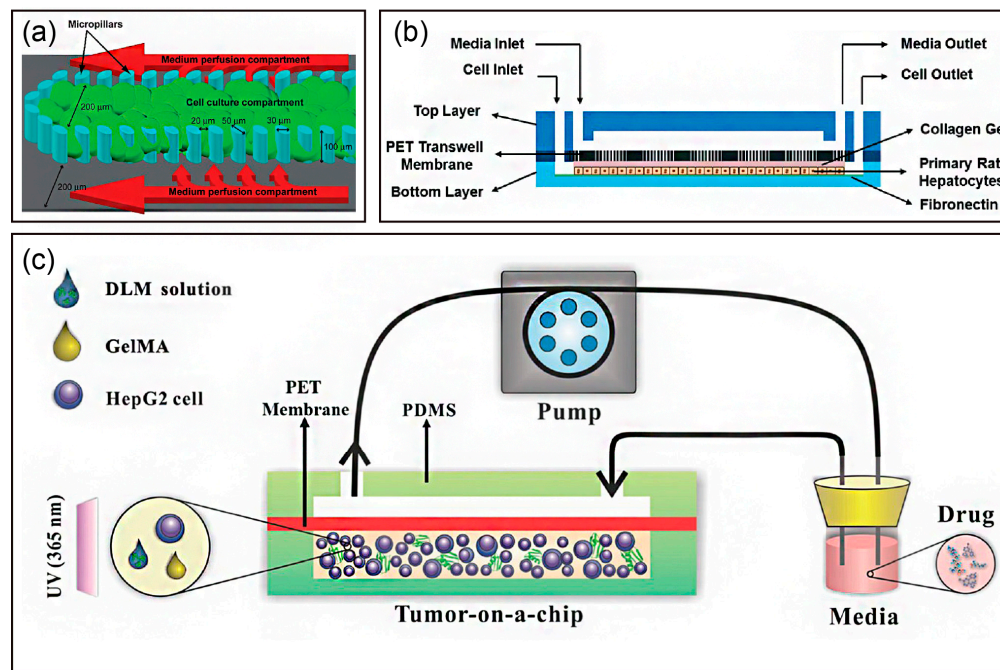 (a)
Micropillars
Medium perfusion compartment
Cell culture compartment
200 μm
20 μm
50 μm
30 μm
100 μm
200 μm
Medium perfusion compartment
(b)
Media Inlet
Cell Inlet
Top Layer
PET Transwell
Membrane
Bottom Layer
Media Outlet
Cell Outlet
Collagen Ge
Primary Rat
Hepatocytes
Fibronectin
(c)
DLM solution
GelMA
HepG2 cell
PET
Membrane
PDMS
Pump
UV (365 nm)
Tumor-on-a-chip
Drug
Media